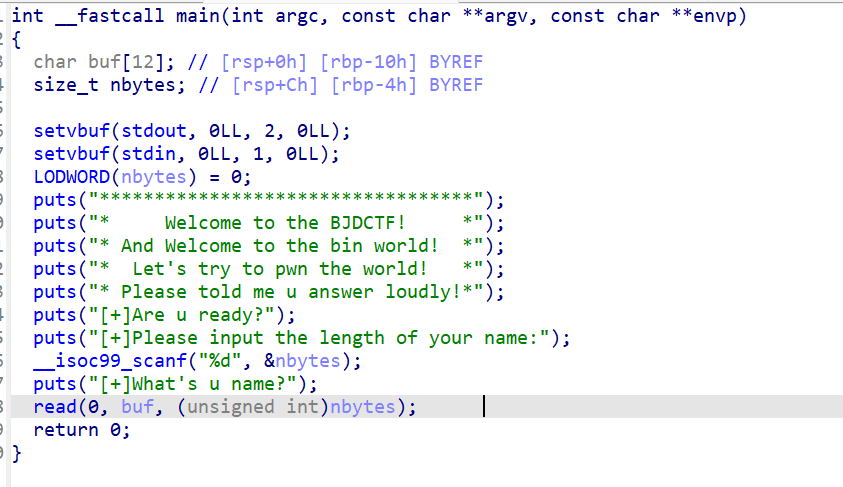 int __fastcall main(int argc, const char **argv, const char **envp)
{
  char buf[12]; // [rsp+0h] [rbp-10h] BYREF
  size_t nbytes; // [rsp+Ch] [rbp-4h] BYREF
  setvbuf(stdout, 0LL, 2, 0LL);
  setvbuf(stdin, 0LL, 1, 0LL);
  LODWORD(nbytes) = 0;
  puts("**********************************");
  puts("*     Welcome to the BJDCTF!     *");
  puts("* And Welcome to the bin world!  *");
  puts("*  Let's try to pwn the world!   *");
  puts("* Please told me u answer loudly!*");
  puts("[+]Are u ready?");
  puts("[+]Please input the length of your name:");
  __isoc99_scanf("%d", &nbytes);
  puts("[+]What's u name?");
  read(0, buf, (unsigned int)nbytes);
  return 0;
}